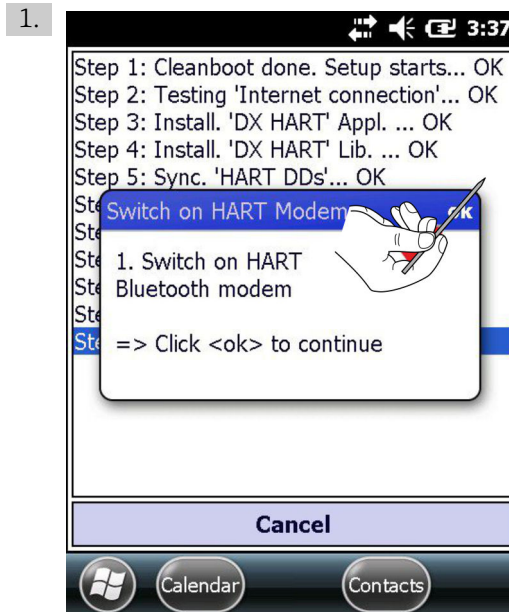 1.
3:37
Step 1: Cleanboot done. Setup starts... OK
Step 2: Testing 'Internet connection'... OK
Step 3: Install. 'DX HART' Appl. ... OK
Step 4: Install. 'DX HART' Lib. ... OK
Step 5: Sync. 'HART DDs'... OK
Switch on HART Modem
1. Switch on HART
Bluetooth modem
=> Click <ok> to continue
Cancel
Calendar
Contacts